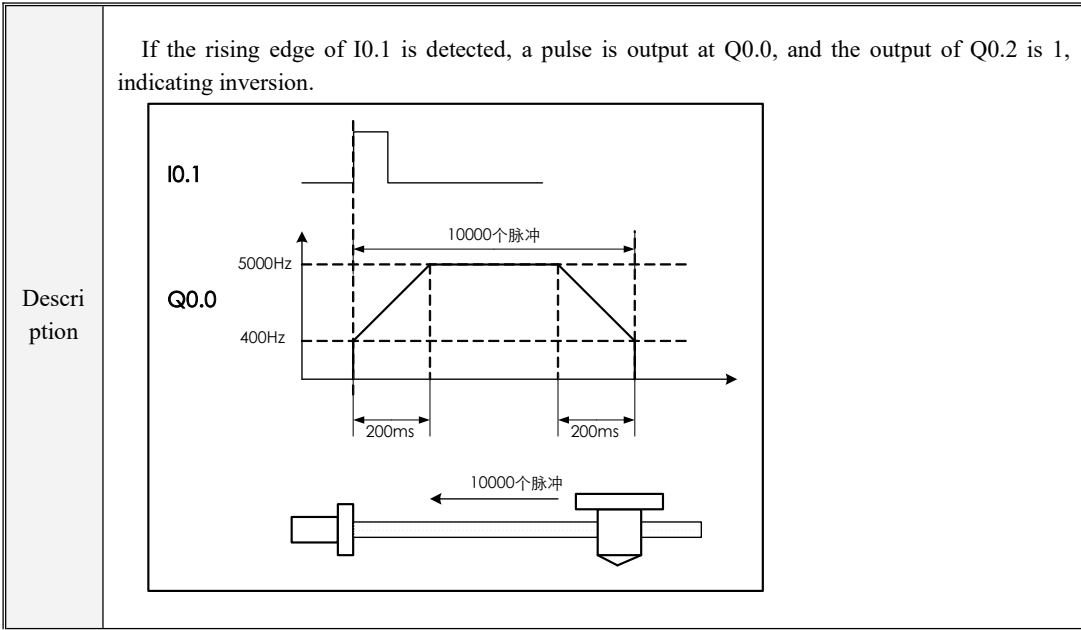 If the rising edge of I0.1 is detected, a pulse is output at Q0.0, and the output of Q0.2 is 1,
indicating inversion.
I0.1
10000个脉冲
5000Hz
Descri
ption
Q0.0
400Hz
200ms
200ms
10000个脉冲